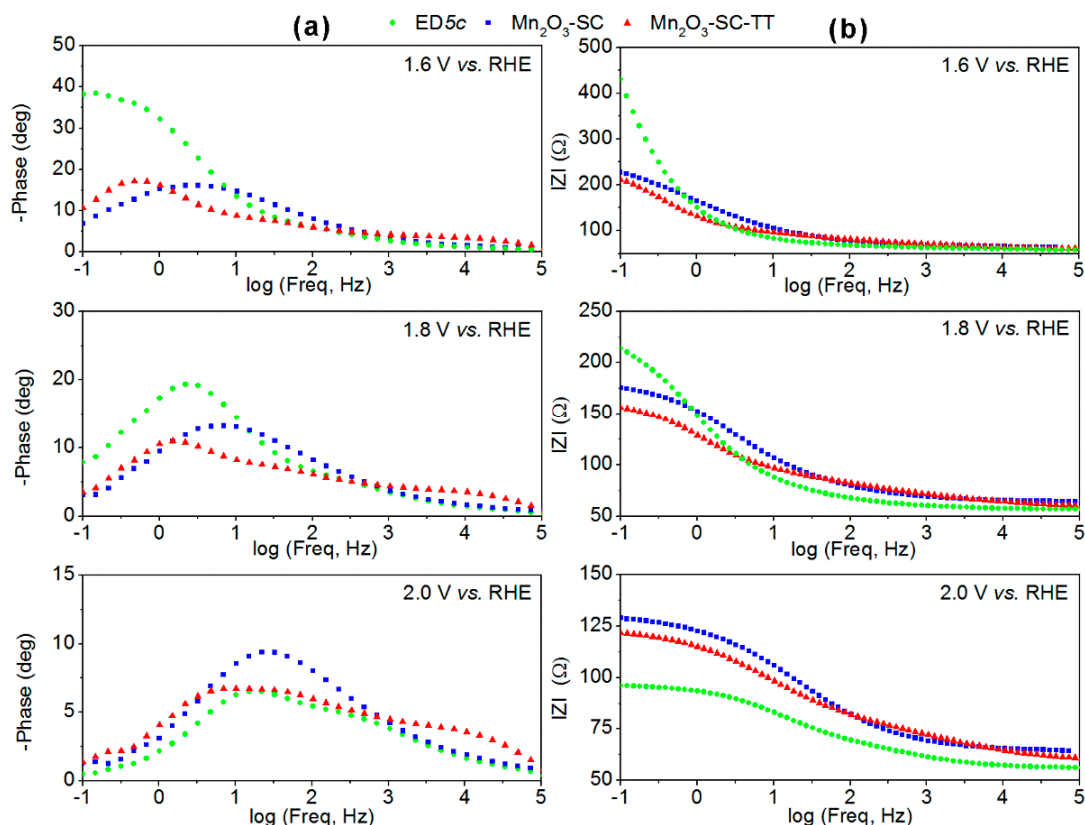 (a) ED5c Mn2O3-SC Mn2O3-SC-TT (b)
50
40
30
20
10
0
-Phase (deg)
1.6 V vs. RHE
-1 0 1 2 3 4 5
log (Freq, Hz)
500
400
300
200
100
50
IZI (Ω)
1.6 V vs. RHE
-1 0 1 2 3 4 5
log (Freq, Hz)
30
20
10
0
-Phase (deg)
1.8 V vs. RHE
-1 0 1 2 3 4 5
log (Freq, Hz)
250
200
150
100
50
IZI (Ω)
1.8 V vs. RHE
-1 0 1 2 3 4 5
log (Freq, Hz)
15
10
5
0
-Phase (deg)
2.0 V vs. RHE
-1 0 1 2 3 4 5
log (Freq, Hz)
150
125
100
75
50
IZI (Ω)
2.0 V vs. RHE
-1 0 1 2 3 4 5
log (Freq, Hz)